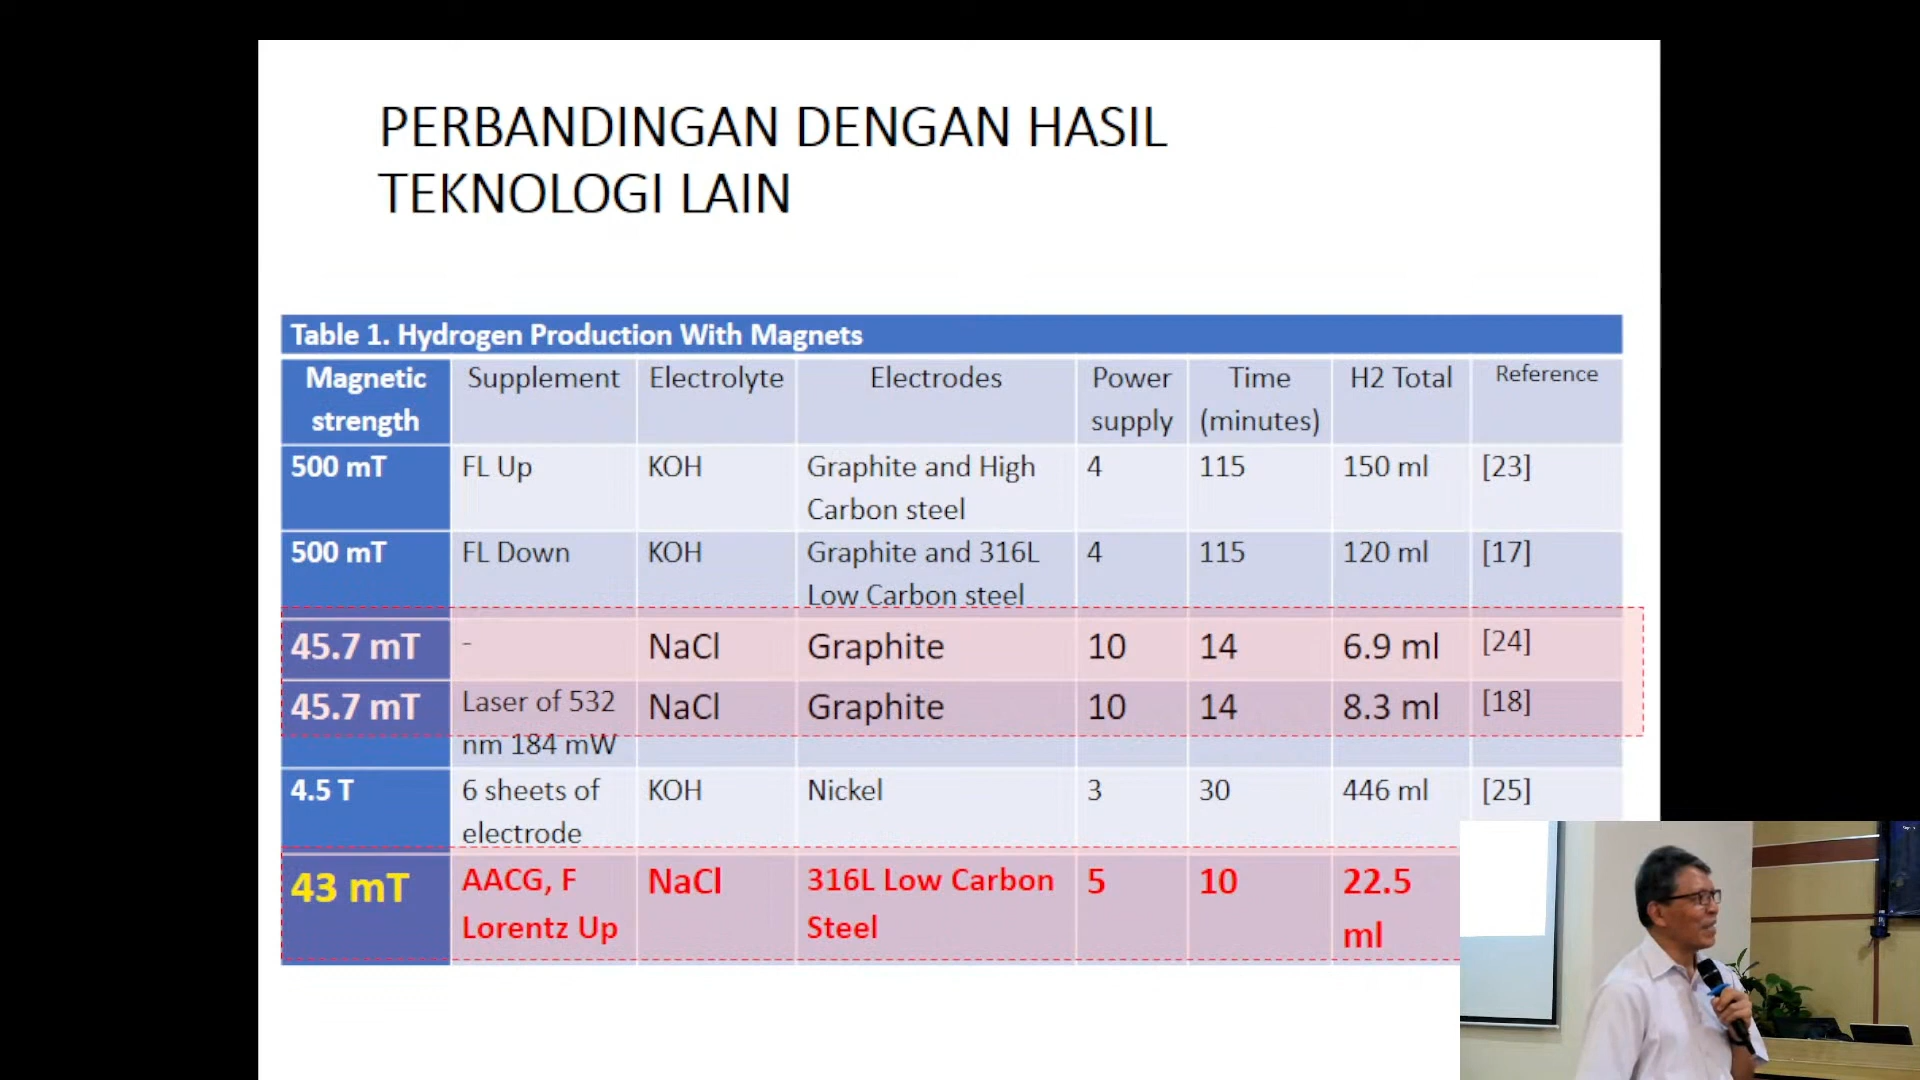 PERBANDINGAN DENGAN HASIL
TEKNOLOGI LAIN
Table 1. Hydrogen Production With Magnets
Magnetic strength Supplement Electrolyte Electrodes Power supply Time (minutes) H2 Total Reference
500 mT FL Up KOH Graphite and High Carbon steel 4 115 150 ml [23]
500 mT FL Down KOH Graphite and 316L Low Carbon steel 4 115 120 ml [17]
45.7 mT - NaCl Graphite 10 14 6.9 ml [24]
45.7 mT Laser of 532 nm 184 mW NaCl Graphite 10 14 8.3 ml [18]
4.5 T 6 sheets of electrode KOH Nickel 3 30 446 ml [25]
43 mT AACG, F Lorentz Up NaCl 316L Low Carbon Steel 5 10 22.5 ml